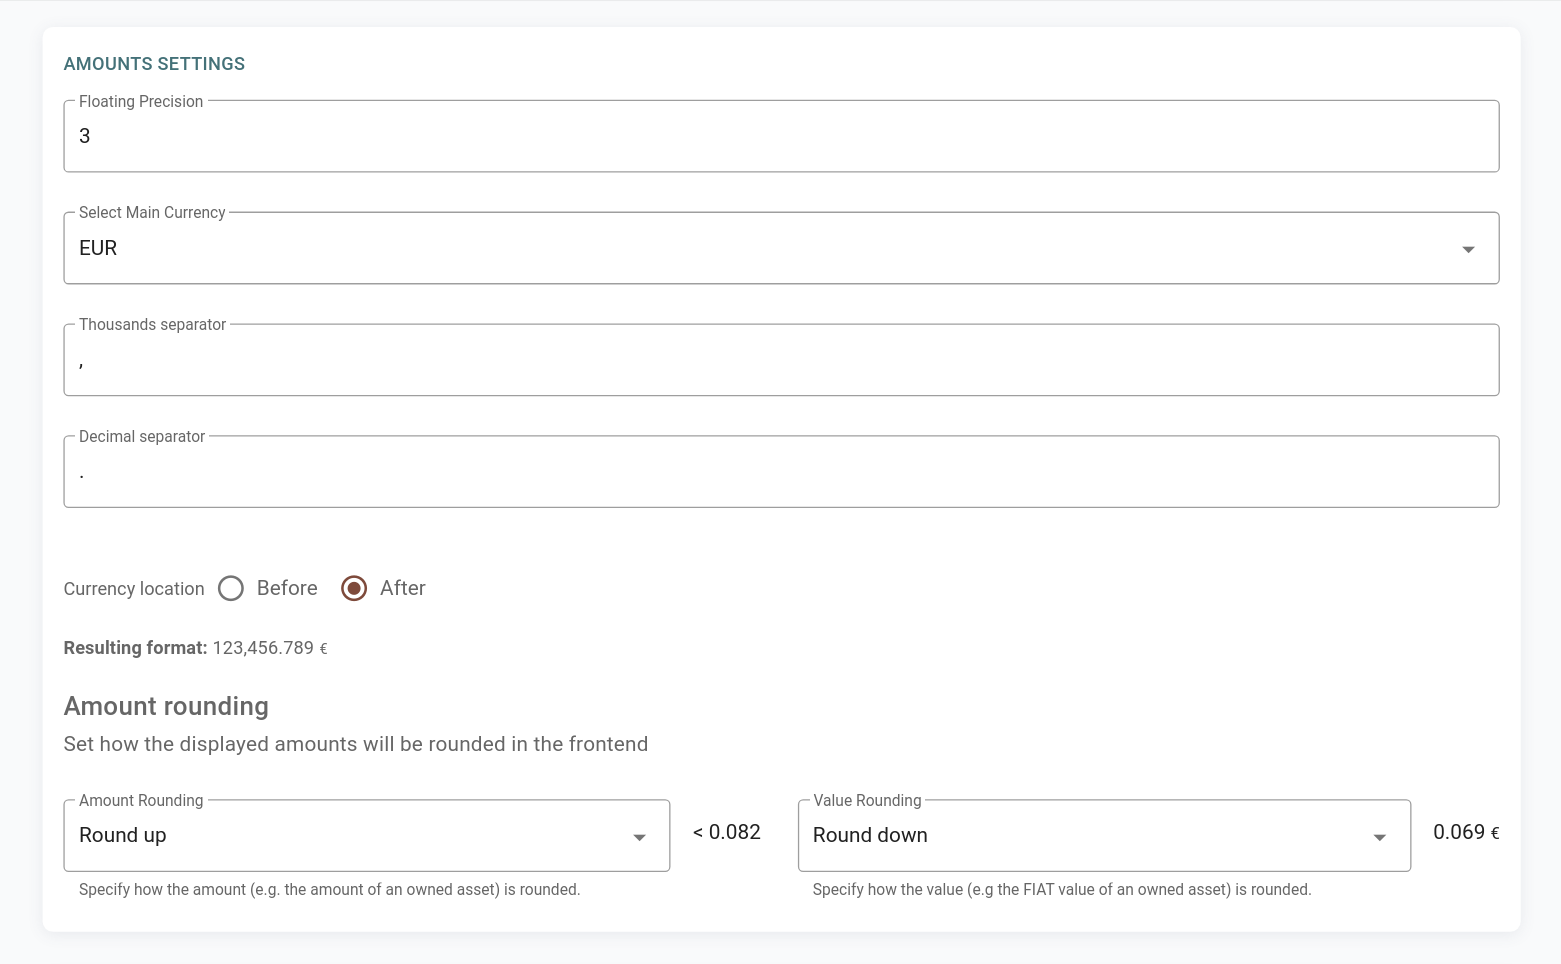 AMOUNTS SETTINGS
Floating Precision
3
Select Main Currency
EUR
Thousands separator
,
Decimal separator
.
Currency location Before After
Resulting format: 123,456.789 €
Amount rounding
Set how the displayed amounts will be rounded in the frontend
Amount Rounding
Round up
< 0.082
Specify how the amount (e.g. the amount of an owned asset) is rounded.
Value Rounding
Round down
0.069 €
Specify how the value (e.g the FIAT value of an owned asset) is rounded.